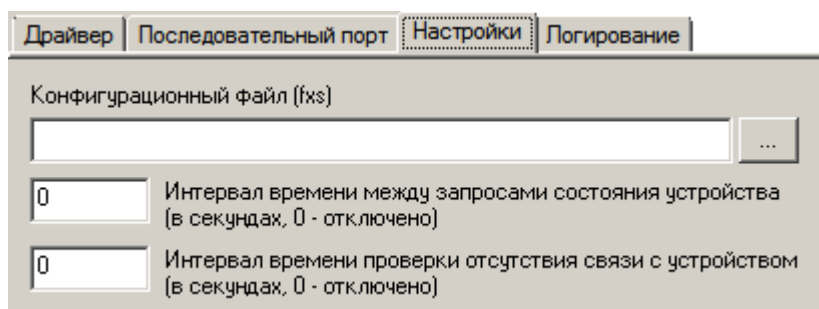 Драйвер Последовательный порт Настройки Логирование
Конфигурационный файл (fxs)
...
0 Интервал времени между запросами состояния устройства
(в секундах, 0 - отключено)
0 Интервал времени проверки отсутствия связи с устройством
(в секундах, 0 - отключено)